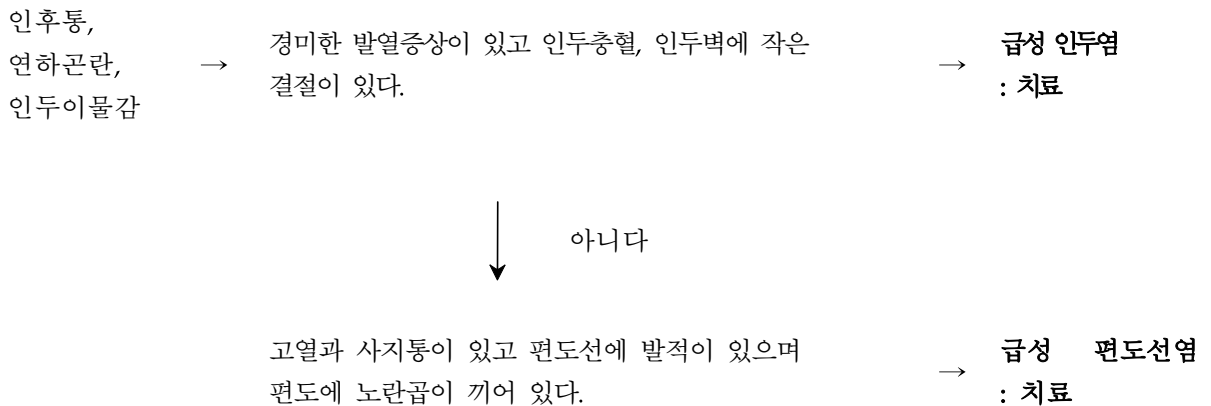 인후통,
연하곤란,
인두이물감
→
경미한 발열증상이 있고 인두충혈, 인두벽에 작은
결절이 있다.
→
급성 인두염
: 치료
아니다
고열과 사지통이 있고 편도선에 발적이 있으며
편도에 노란곱이 끼어 있다.
→
급성 편도선염
: 치료